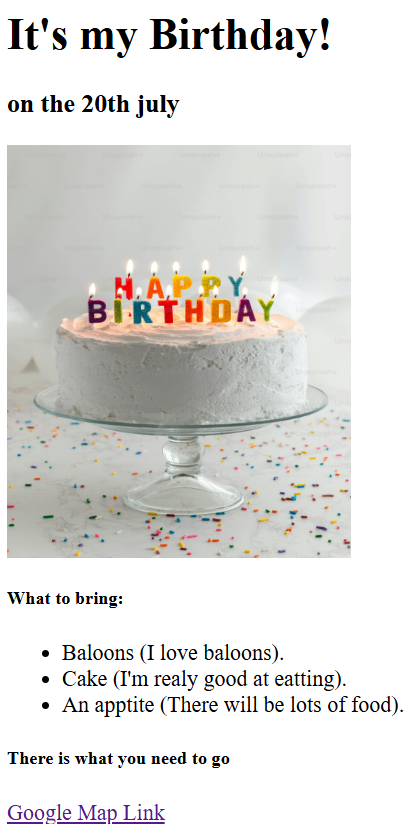 It's my Birthday!
on the 20th july
HAPPY
BIRTHDAY
What to bring:
Baloons (I love baloons).
Cake (I'm realy good at eatting).
An apptite (There will be lots of food).
There is what you need to go
Google Map Link